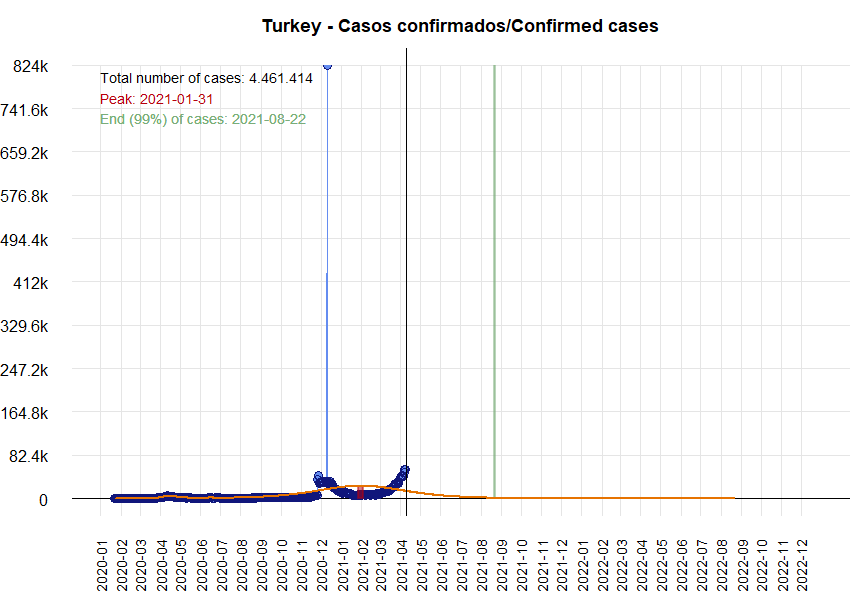 Turkey - Casos confirmados/Confirmed cases
824k
Total number of cases: 4.461.414
Peak: 2021-01-31
741.6k
End (99%) of cases: 2021-08-22
659.2k
576.8k
494.4k
412k
329.6k
247.2k
164.8k
82.4k
0
2020-01
2020-02
2020-03
2020-04
2020-05
2020-06
2020-07
2020-08
2020-09
2020-10
2020-11
2020-12
2021-01
2021-02
2021-03
2021-04
2021-05
2021-06
2021-07
2021-08
2021-09
2021-10
2021-11
2021-12
2022-01
2022-02
2022-03
2022-04
2022-05
2022-06
2022-07
2022-08
2022-09
2022-10
2022-11
2022-12